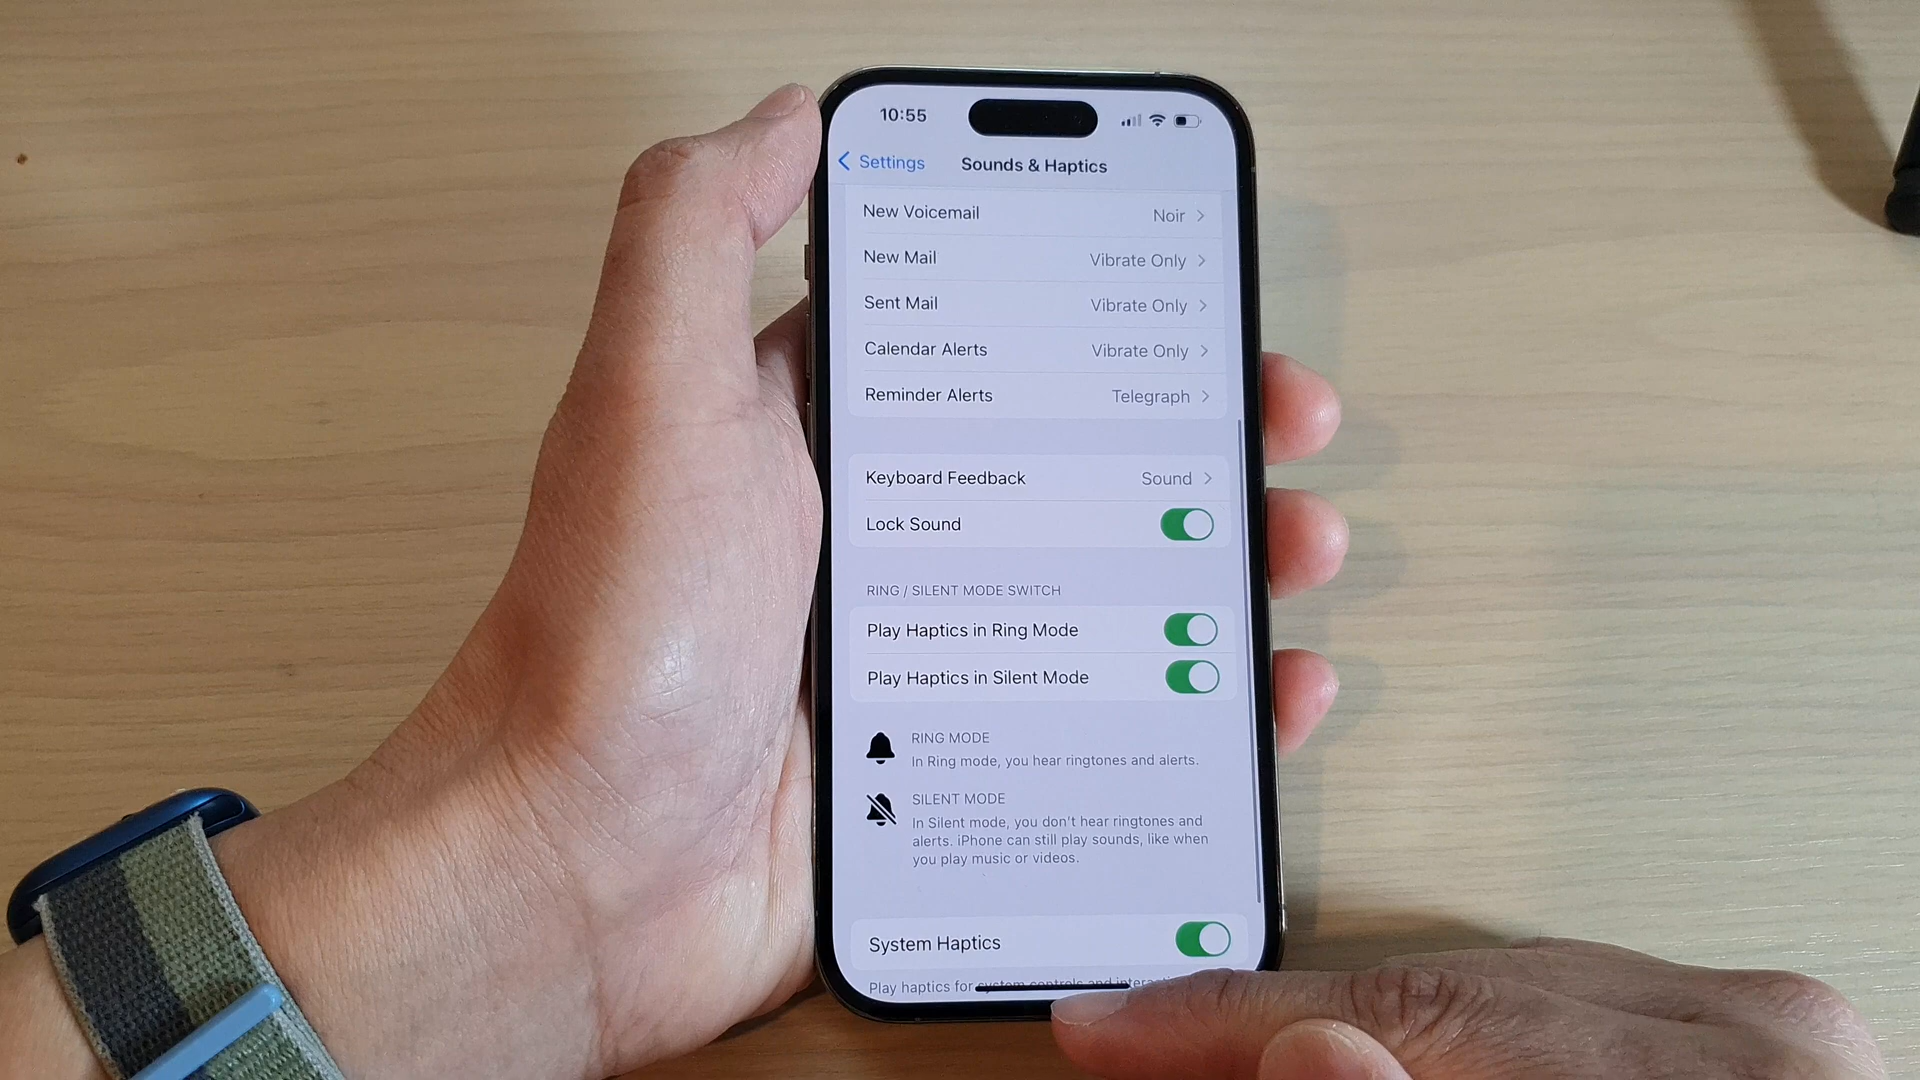 10:55
Settings
Sounds & Haptics
New Voicemail Noir
New Mail Vibrate Only
Sent Mail Vibrate Only
Calendar Alerts Vibrate Only
Reminder Alerts Telegraph
Keyboard Feedback Sound
Lock Sound
RING / SILENT MODE SWITCH
Play Haptics in Ring Mode
Play Haptics in Silent Mode
RING MODE
In Ring mode, you hear ringtones and alerts.
SILENT MODE
In Silent mode, you don't hear ringtones and
alerts. iPhone can still play sounds, like when
you play music or videos.
System Haptics
Play haptics for system controls and